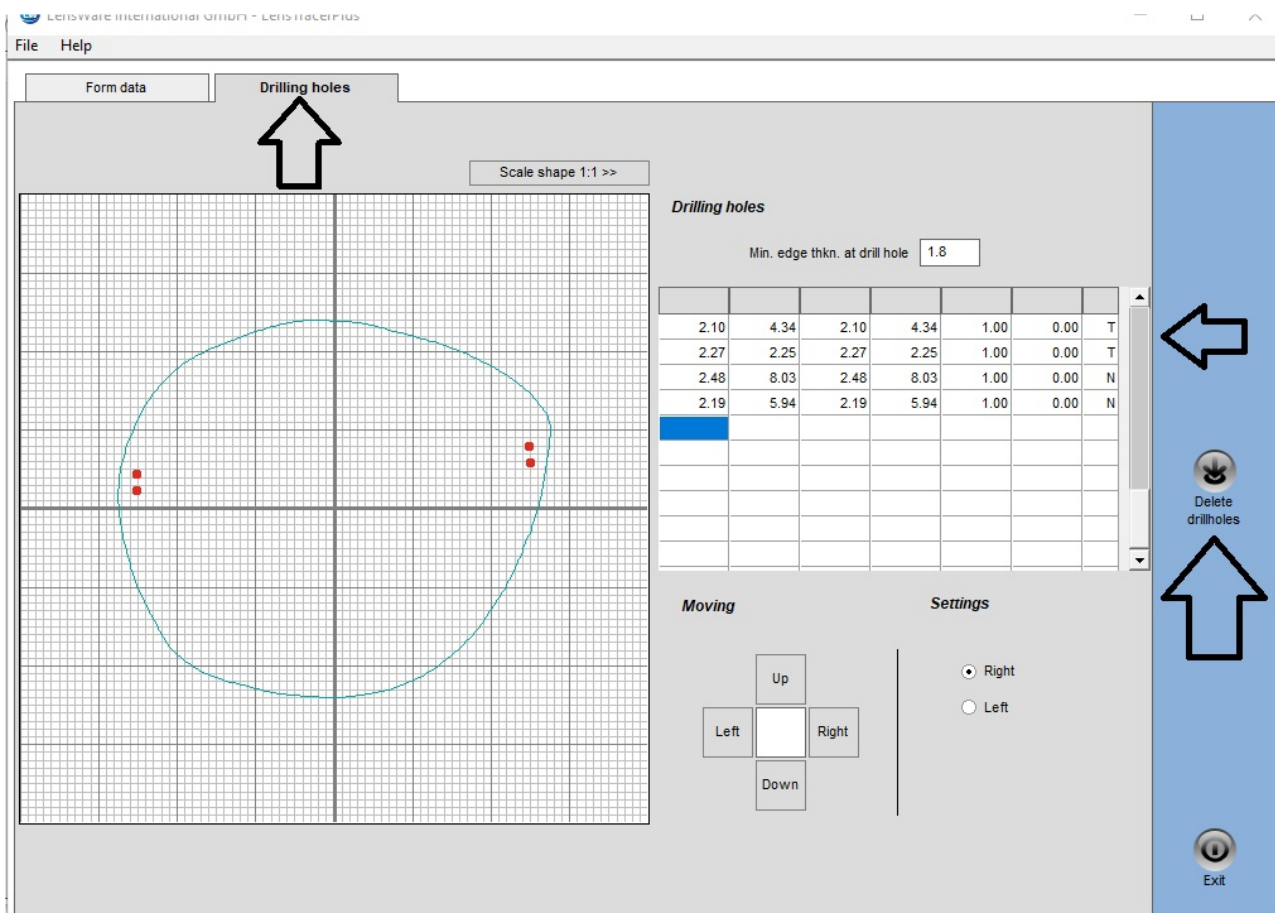 LensWare International GmbH - LensTracerPlus
File Help
Form data Drilling holes
Scale shape 1:1 >>
Drilling holes
Min. edge thkn. at drill hole 1.8
2.10 4.34 2.10 4.34 1.00 0.00 T
2.27 2.25 2.27 2.25 1.00 0.00 T
2.48 8.03 2.48 8.03 1.00 0.00 N
2.19 5.94 2.19 5.94 1.00 0.00 N
Delete
drillholes
Moving
Up
Left Right
Down
Settings
Right
Left
Exit